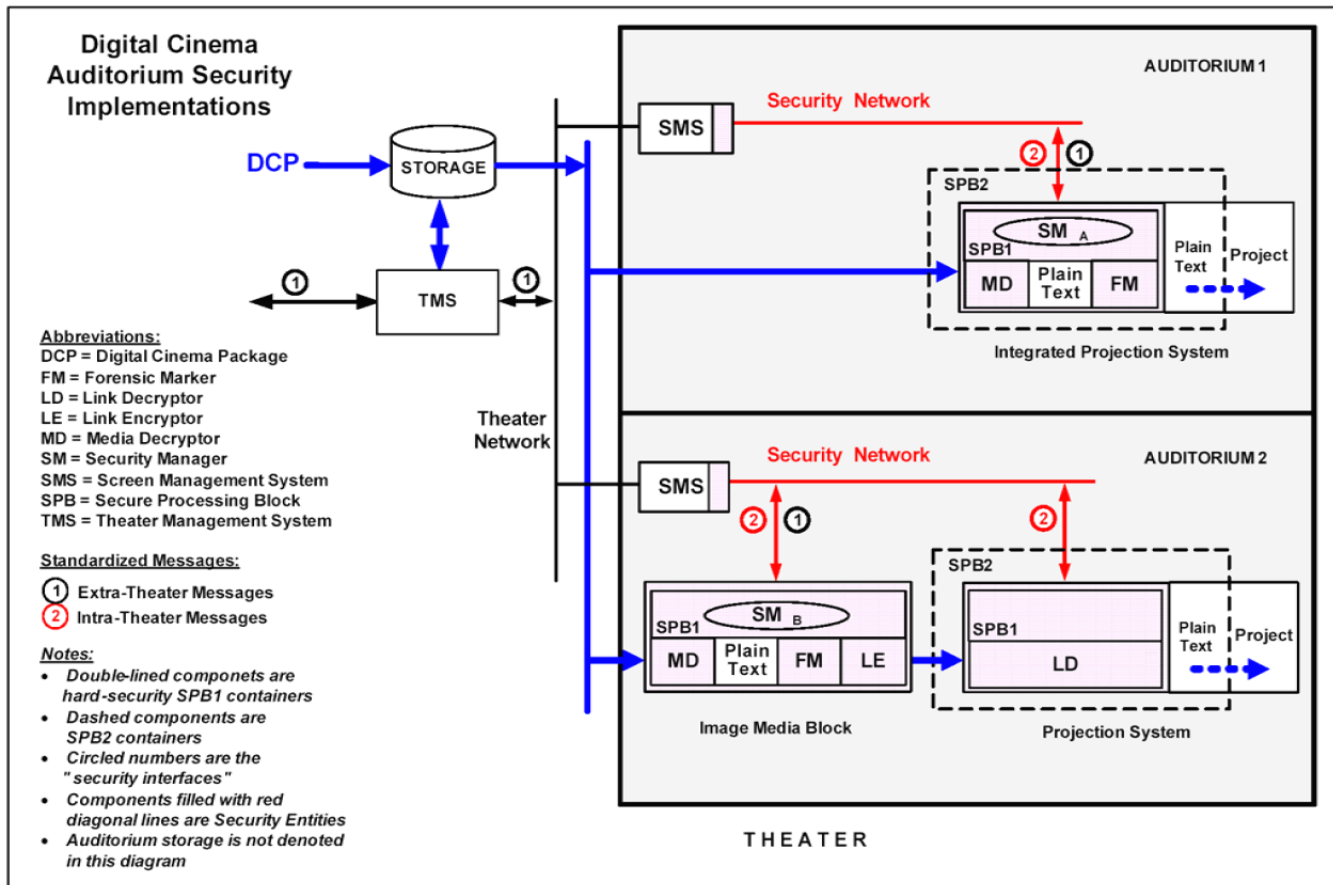 Digital Cinema
Auditorium Security
Implementations
DCP
STORAGE
1
TMS
1
Abbreviations:
DCP = Digital Cinema Package
FM = Forensic Marker
LD = Link Decryptor
LE = Link Encryptor
MD = Media Decryptor
SM = Security Manager
SMS = Screen Management System
SPB = Secure Processing Block
TMS = Theater Management System
Standardized Messages:
1 Extra-Theater Messages
2 Intra-Theater Messages
Notes:
• Double-lined componets are
hard-security SPB1 containers
• Dashed components are
SPB2 containers
• Circled numbers are the
"security interfaces"
• Components filled with red
diagonal lines are Security Entities
• Auditorium storage is not denoted
in this diagram
Theater
Network
AUDITORIUM 1
SMS
Security Network
2 1
SPB2
SM A
SPB1
MD
Plain
Text
FM
Plain
Text
Project
Integrated Projection System
AUDITORIUM 2
SMS
Security Network
2 1
2
SM B
SPB1
MD
Plain
Text
FM
LE
Image Media Block
SPB2
SPB1
LD
Plain
Text
Project
Projection System
THEATER